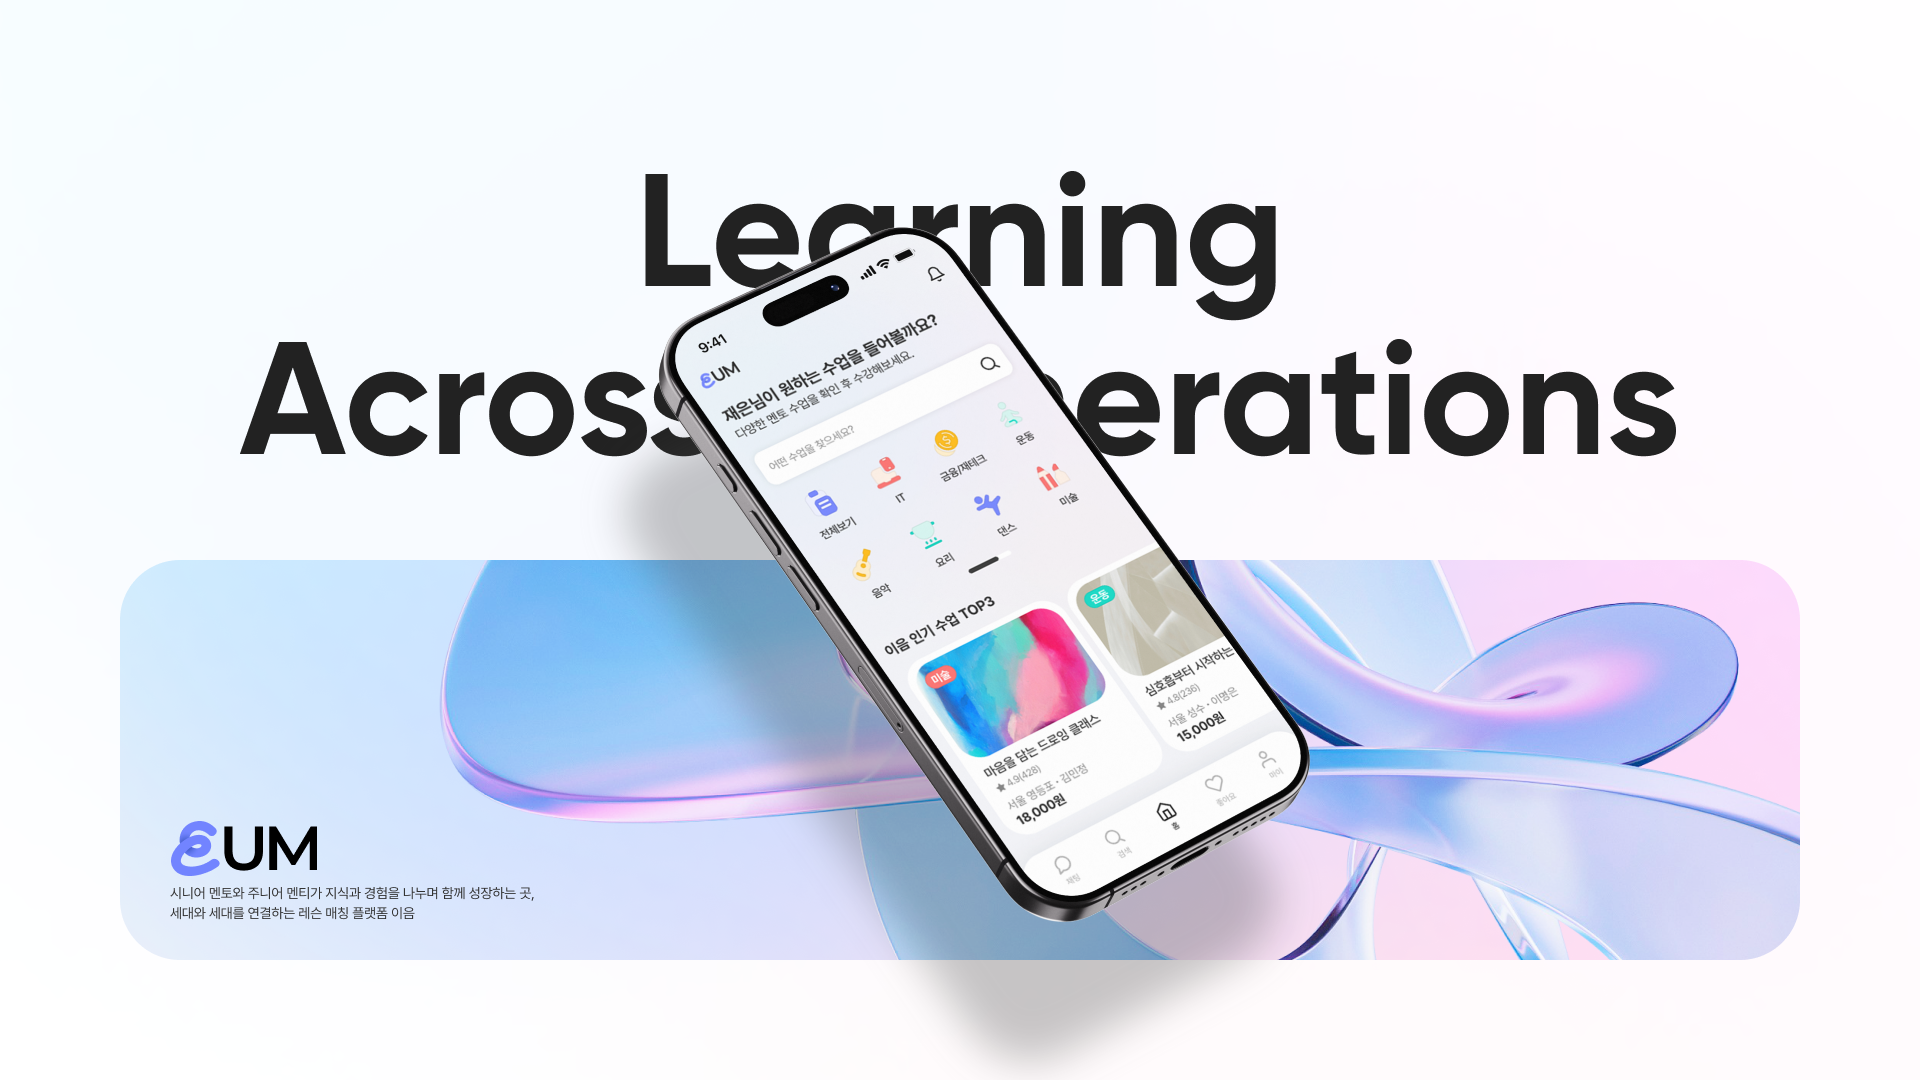 Learning
Across Generations
9:41
EUM
재은님이 원하는 수업을 들어볼까요?
다양한 멘토 수업을 확인 후 수강해보세요.
어떤 수업을 찾으세요?
전체보기
IT
금융/재테크
운동
음악
요리
댄스
미술
이음 인기 수업 TOP3
미술
마음을 담는 드로잉 클래스
4.9(428)
서울 영등포 • 김민정
18,000원
운동
심호흡부터 시작하는
4.8(236)
서울 성수 • 이명은
15,000원
채팅
검색
홈
좋아요
마이
EUM
시니어 멘토와 주니어 멘티가 지식과 경험을 나누며 함께 성장하는 곳,
세대와 세대를 연결하는 레슨 매칭 플랫폼 이음